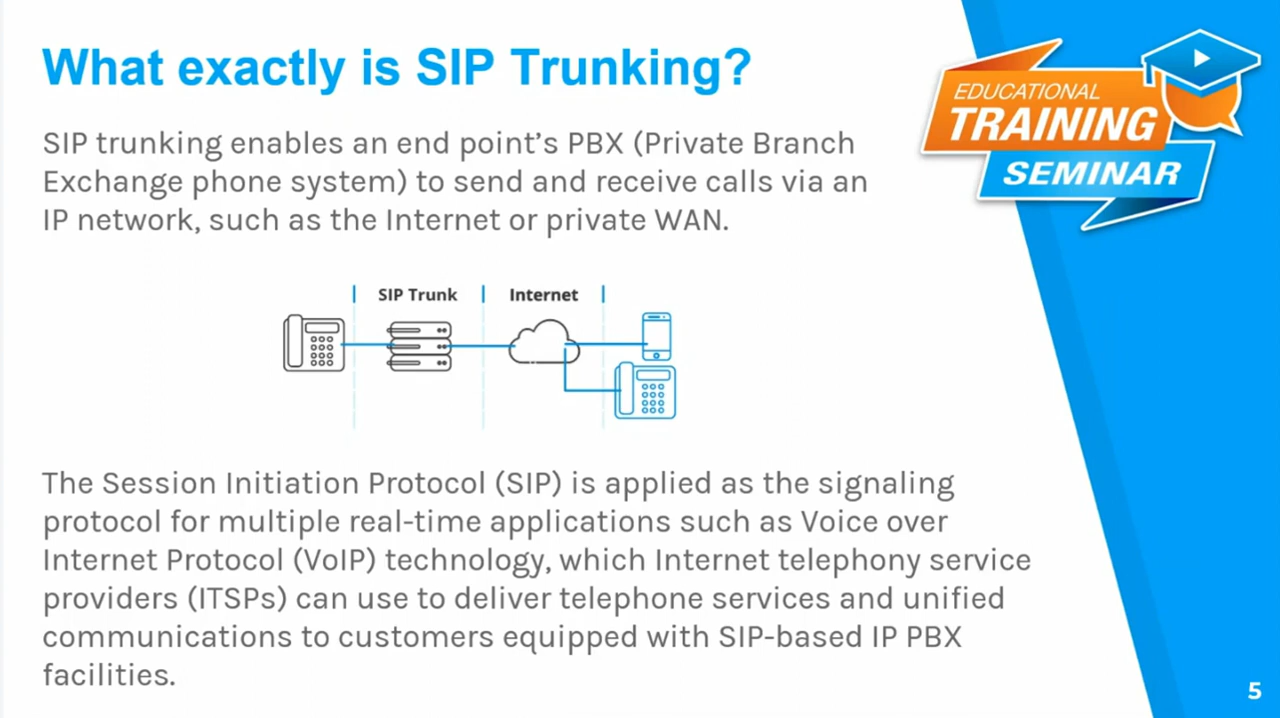 What exactly is SIP Trunking?
EDUCATIONAL
TRAINING
SEMINAR
SIP trunking enables an end point’s PBX (Private Branch
Exchange phone system) to send and receive calls via an
IP network, such as the Internet or private WAN.
SIP Trunk
Internet
The Session Initiation Protocol (SIP) is applied as the signaling
protocol for multiple real-time applications such as Voice over
Internet Protocol (VoIP) technology, which Internet telephony service
providers (ITSPs) can use to deliver telephone services and unified
communications to customers equipped with SIP-based IP PBX
facilities.
5